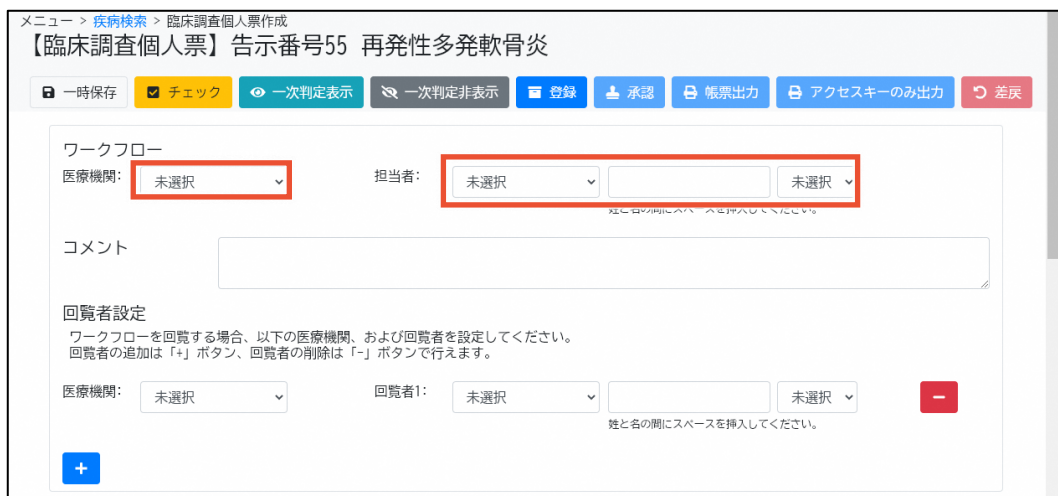 メニュー > 疾病検索 > 臨床調査個人票作成
【臨床調査個人票】告示番号55 再発性多発軟骨炎
一時保存 チェック 一次判定表示 一次判定非表示 登録 承認 帳票出力 アクセスキーのみ出力 差戻
ワークフロー
医療機関: 未選択 担当者: 未選択 未選択
姓と名の間にスペースを挿入してください。
コメント
回覧者設定
ワークフローを回覧する場合、以下の医療機関、および回覧者を設定してください。
回覧者の追加は「+」ボタン、回覧者の削除は「-」ボタンで行えます。
医療機関: 未選択 回覧者1: 未選択 未選択 −
姓と名の間にスペースを挿入してください。
+